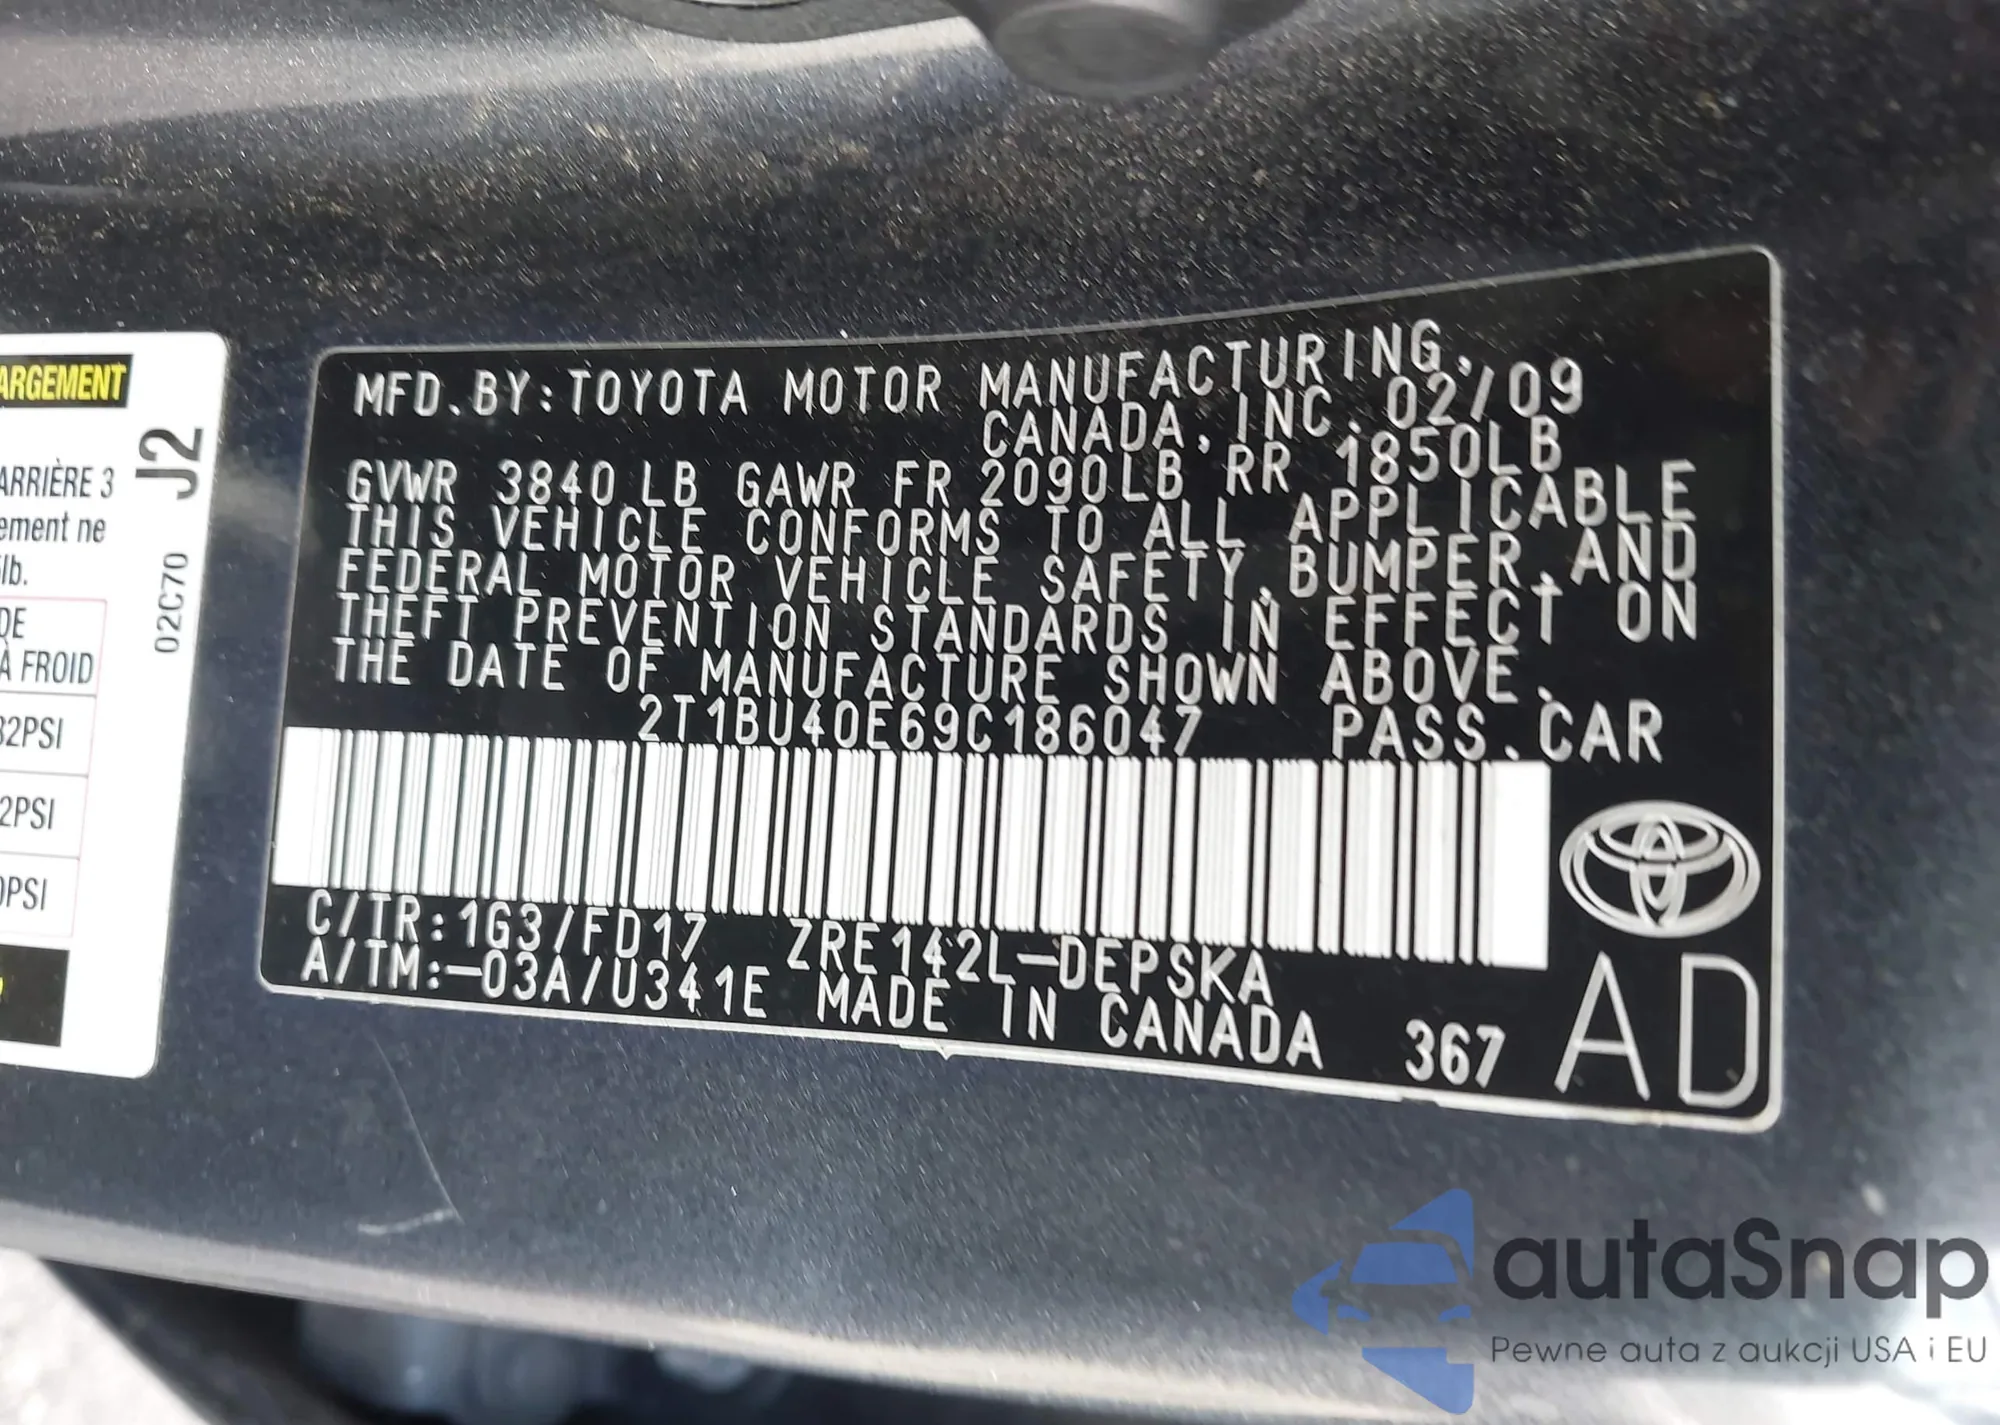 ARGEMENT
ARRIÈRE 3
ement ne
lb.
DE
À FROID
32PSI
2PSI
0PSI
J2
02C70
MFD.BY:TOYOTA MOTOR MANUFACTURING,
CANADA,INC. 02/09
GVWR 3840 LB GAWR FR 2090LB RR 1850LB
THIS VEHICLE CONFORMS TO ALL APPLICABLE
FEDERAL MOTOR VEHICLE SAFETY,BUMPER,AND
THEFT PREVENTION STANDARDS IN EFFECT ON
THE DATE OF MANUFACTURE SHOWN ABOVE.
2T1BU40E69C186047 PASS.CAR
C/TR:1G3/FD17 ZRE142L-DEPSKA
A/TM:-03A/U341E MADE IN CANADA 367
AD
autaSnap
Pewne auta z aukcji USA i EU